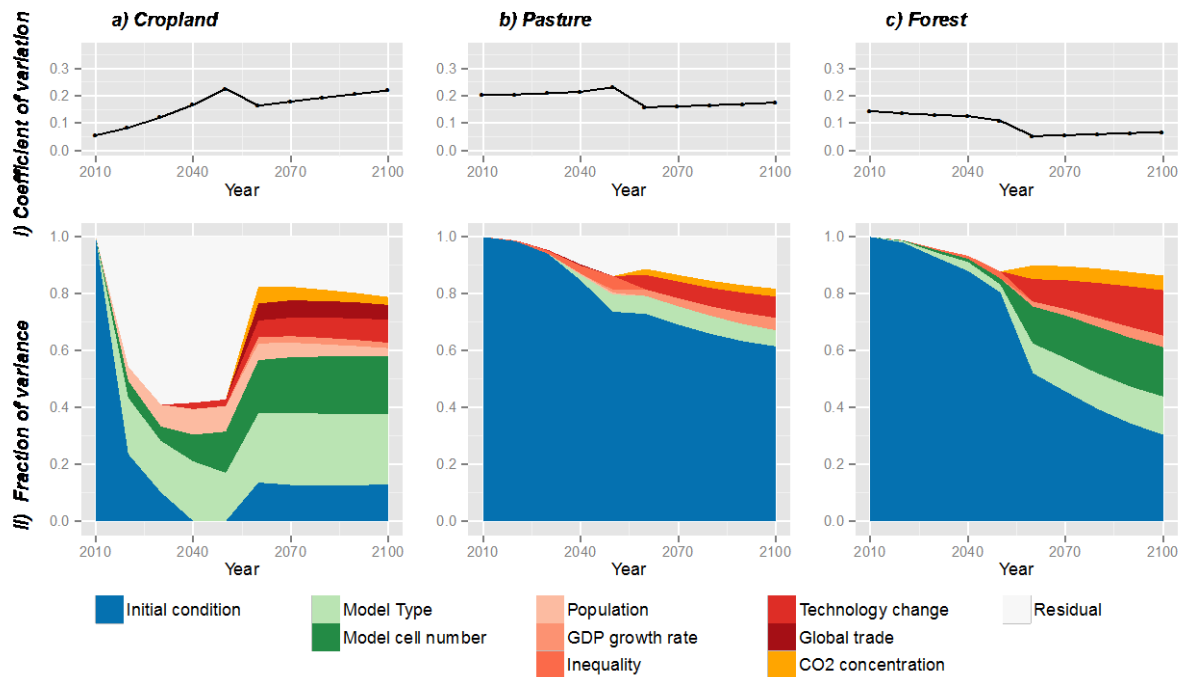 a) Cropland b) Pasture c) Forest
I) Coefficient of variation
0.3 0.3 0.3
0.2 0.2 0.2
0.1 0.1 0.1
0.0 0.0 0.0
2010 2040 2070 2100 2010 2040 2070 2100 2010 2040 2070 2100
Year Year Year
II) Fraction of variance
1.0 1.0 1.0
0.8 0.8 0.8
0.6 0.6 0.6
0.4 0.4 0.4
0.2 0.2 0.2
0.0 0.0 0.0
2010 2040 2070 2100 2010 2040 2070 2100 2010 2040 2070 2100
Year Year Year
Initial condition Model Type Population Technology change Residual
Model cell number GDP growth rate Global trade
Inequality CO2 concentration